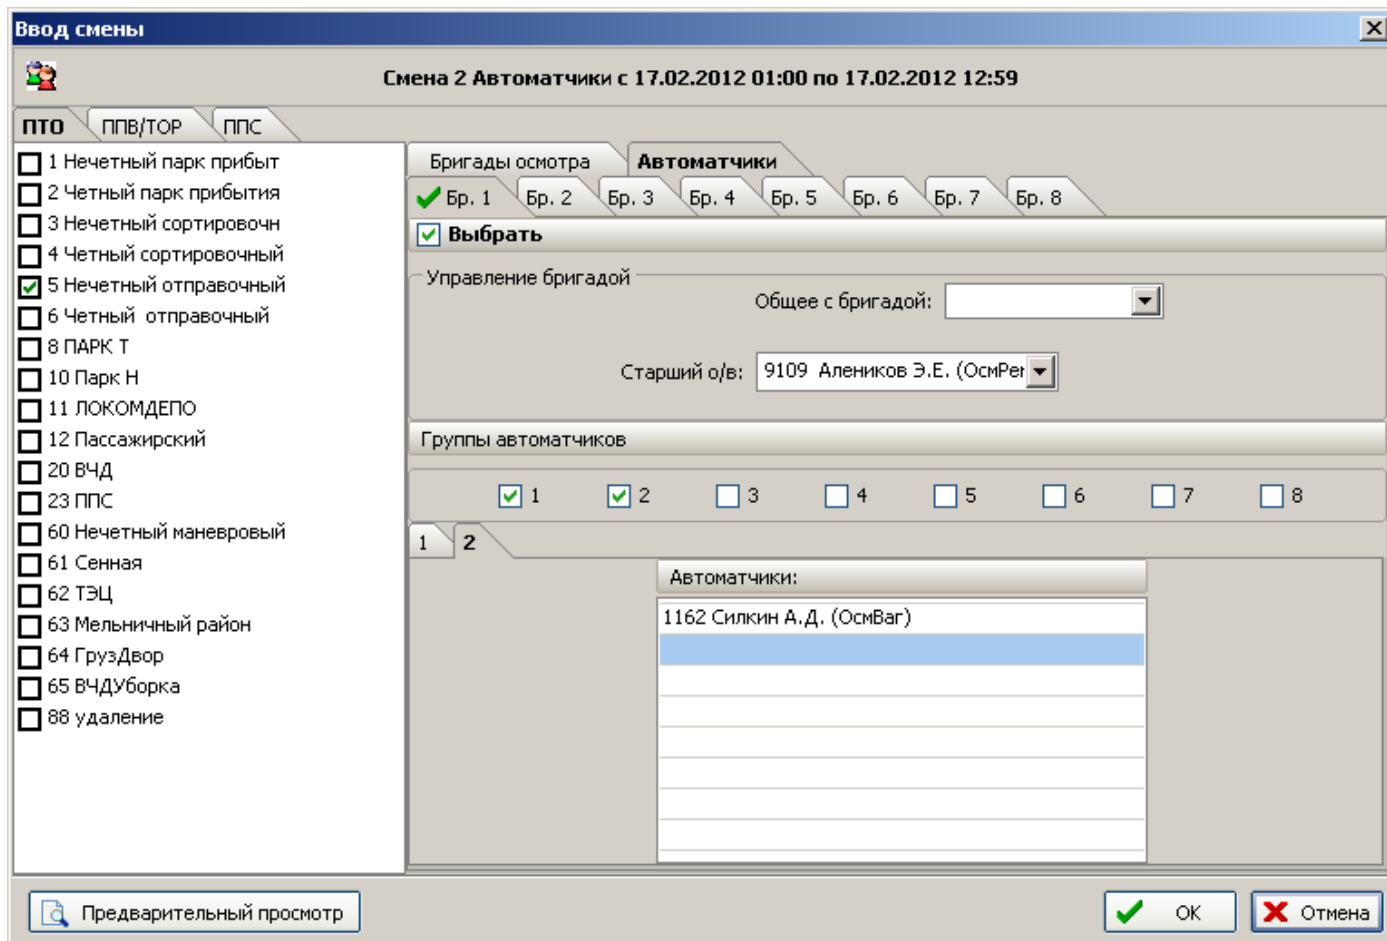 Ввод смены
Смена 2 Автоматчики с 17.02.2012 01:00 по 17.02.2012 12:59
ПТО ППВ/ТОР ППС
1 Нечетный парк прибыт
2 Четный парк прибытия
3 Нечетный сортировочн
4 Четный сортировочный
5 Нечетный отправочный
6 Четный отправочный
8 ПАРК Т
10 Парк Н
11 ЛОКОМДЕПО
12 Пассажирский
20 ВЧД
23 ППС
60 Нечетный маневровый
61 Сенная
62 ТЭЦ
63 Мельничный район
64 ГрузДвор
65 ВЧДУборка
88 удаление
Бригады осмотра Автоматчики
Бр. 1 Бр. 2 Бр. 3 Бр. 4 Бр. 5 Бр. 6 Бр. 7 Бр. 8
Выбрать
Управление бригадой
Общее с бригадой:
Старший о/в: 9109 Алеников Э.Е. (ОсмРем
Группы автоматчиков
1 2 3 4 5 6 7 8
1 2
Автоматчики:
1162 Силкин А.Д. (ОсмВаг)
Предварительный просмотр
ОК
Отмена